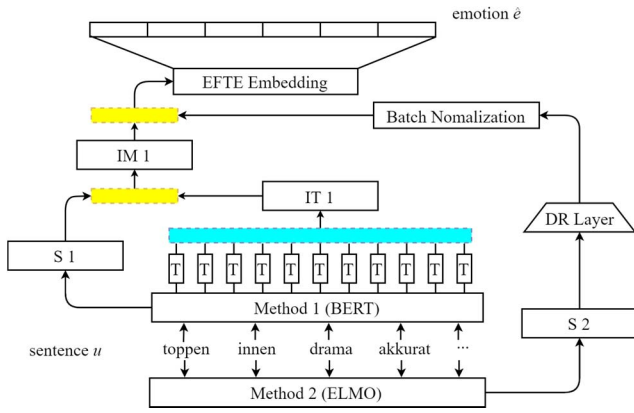 emotion ê
EFTE Embedding
Batch Nomalization
IM 1
IT 1
DR Layer
S 1
T T T T T T T T T T
Method 1 (BERT)
S 2
sentence u
toppen innen drama akkurat ...
Method 2 (ELMO)